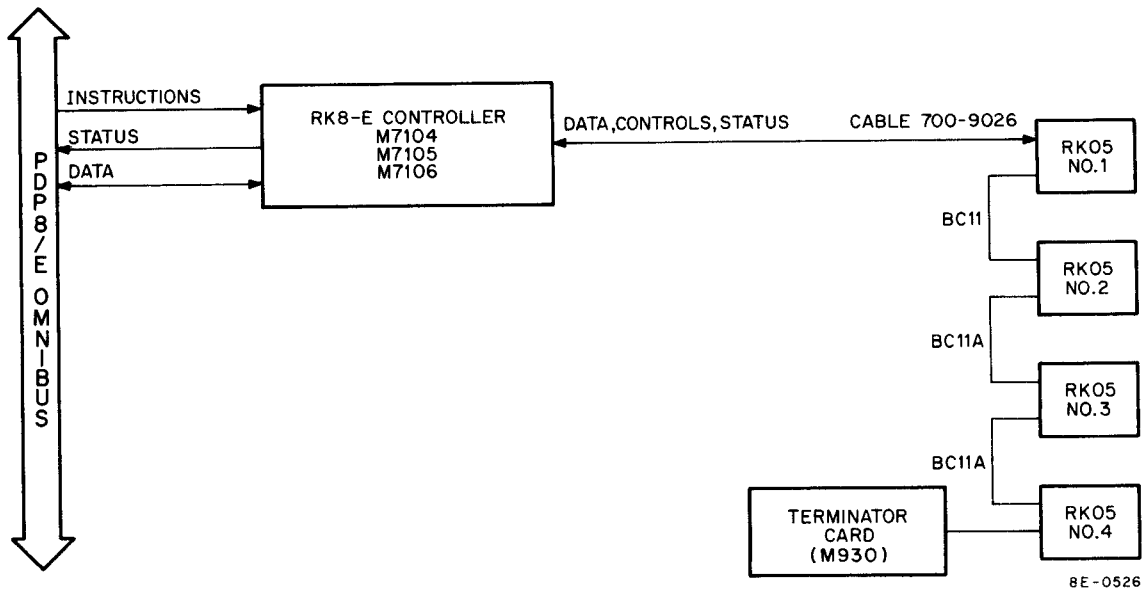 PDP8/E OMNIBUS
INSTRUCTIONS
STATUS
DATA
RK8-E CONTROLLER
M7104
M7105
M7106
DATA,CONTROLS,STATUS
CABLE 700-9026
RK05
NO.1
BC11
RK05
NO.2
BC11A
RK05
NO.3
BC11A
RK05
NO.4
TERMINATOR
CARD
(M930)
8E-0526